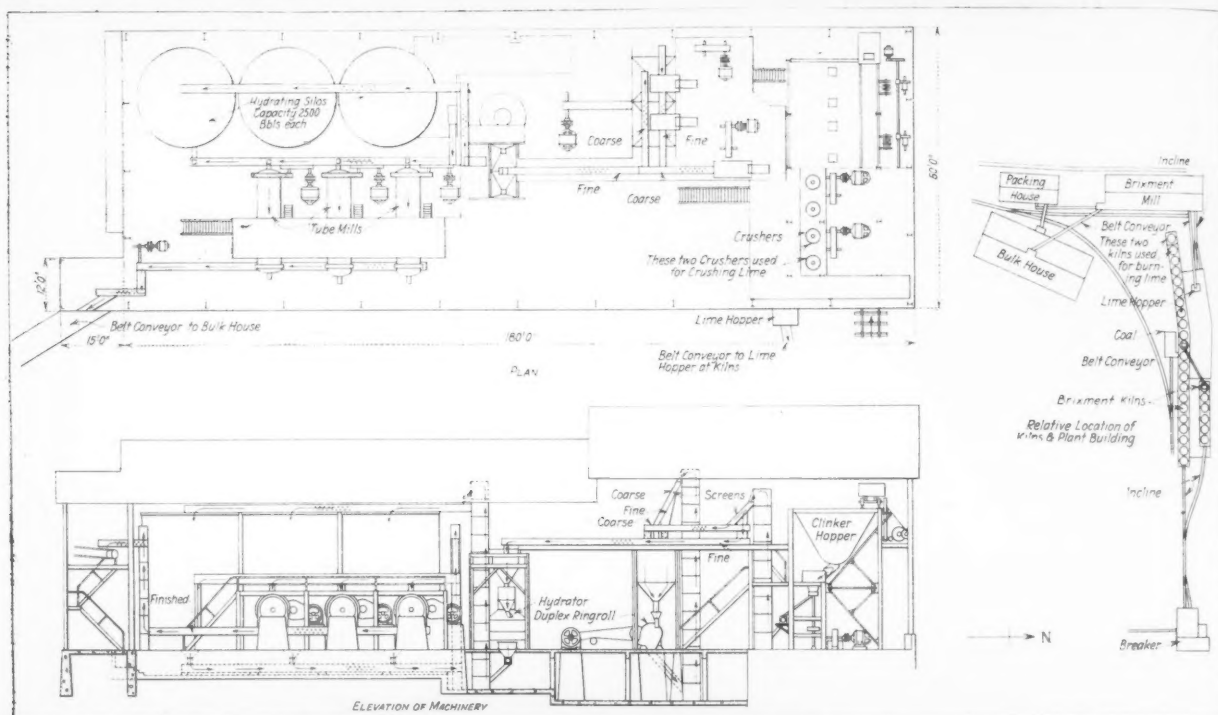 Hydrating Silos
Capacity 2500
Bbls each
Coarse
Fine
Fine
Coarse
60'0"
Tube Mills
Crushers
These two Crushers used
for Crushing Lime
12'0"
Belt Conveyor to Bulk House
15'0"
180'0"
Lime Hopper
Belt Conveyor to Lime
Hopper at Kilns
PLAN
Incline
Packing
House
Brixment
Mill
Bulk House
Belt Conveyor
These two
kilns used
for burn-
ing lime
Lime Hopper
Coal
Belt Conveyor
Brixment Kilns
Relative Location of
Kilns & Plant Building
Incline
N
Breaker
Coarse
Fine
Coarse
Screens
Clinker
Hopper
Fine
Finished
Hydrator
Duplex Ringroll
ELEVATION OF MACHINERY